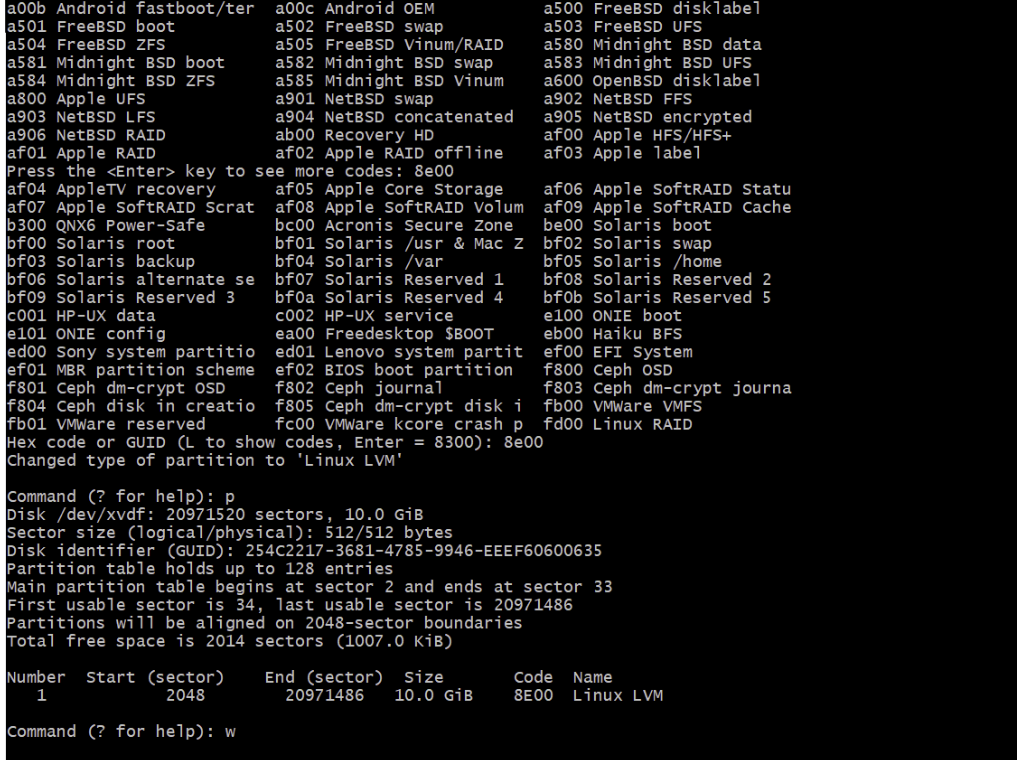 a00b Android fastboot/ter  a00c Android OEM           a500 FreeBSD disklabel
a501 FreeBSD boot          a502 FreeBSD swap          a503 FreeBSD UFS
a504 FreeBSD ZFS           a505 FreeBSD Vinum/RAID    a580 Midnight BSD data
a581 Midnight BSD boot     a582 Midnight BSD swap     a583 Midnight BSD UFS
a584 Midnight BSD ZFS      a585 Midnight BSD Vinum    a600 OpenBSD disklabel
a800 Apple UFS             a901 NetBSD swap           a902 NetBSD FFS
a903 NetBSD LFS            a904 NetBSD concatenated   a905 NetBSD encrypted
a906 NetBSD RAID           ab00 Recovery HD           af00 Apple HFS/HFS+
af01 Apple RAID            af02 Apple RAID offline    af03 Apple label
Press the <Enter> key to see more codes: 8e00
af04 AppleTV recovery      af05 Apple Core Storage    af06 Apple SoftRAID Statu
af07 Apple SoftRAID Scrat  af08 Apple SoftRAID Volum  af09 Apple SoftRAID Cache
b300 QNX6 Power-Safe       bc00 Acronis Secure Zone   be00 Solaris boot
bf00 Solaris root          bf01 Solaris /usr & Mac Z  bf02 Solaris swap
bf03 Solaris backup        bf04 Solaris /var          bf05 Solaris /home
bf06 Solaris alternate se  bf07 Solaris Reserved 1    bf08 Solaris Reserved 2
bf09 Solaris Reserved 3    bf0a Solaris Reserved 4    bf0b Solaris Reserved 5
c001 HP-UX data            c002 HP-UX service         e100 ONIE boot
e101 ONIE config           ea00 Freedesktop $BOOT     eb00 Haiku BFS
ed00 Sony system partitio  ed01 Lenovo system partit  ef00 EFI System
ef01 MBR partition scheme  ef02 BIOS boot partition   f800 Ceph OSD
f801 Ceph dm-crypt OSD     f802 Ceph journal          f803 Ceph dm-crypt journa
f804 Ceph disk in creatio  f805 Ceph dm-crypt disk i  fb00 VMWare VMFS
fb01 VMWare reserved       fc00 VMWare kcore crash p  fd00 Linux RAID
Hex code or GUID (L to show codes, Enter = 8300): 8e00
Changed type of partition to 'Linux LVM'
Command (? for help): p
Disk /dev/xvdf: 20971520 sectors, 10.0 GiB
Sector size (logical/physical): 512/512 bytes
Disk identifier (GUID): 254C2217-3681-4785-9946-EEEF60600635
Partition table holds up to 128 entries
Main partition table begins at sector 2 and ends at sector 33
First usable sector is 34, last usable sector is 20971486
Partitions will be aligned on 2048-sector boundaries
Total free space is 2014 sectors (1007.0 KiB)
Number  Start (sector)    End (sector)  Size       Code  Name
   1            2048        20971486   10.0 GiB    8E00  Linux LVM
Command (? for help): w